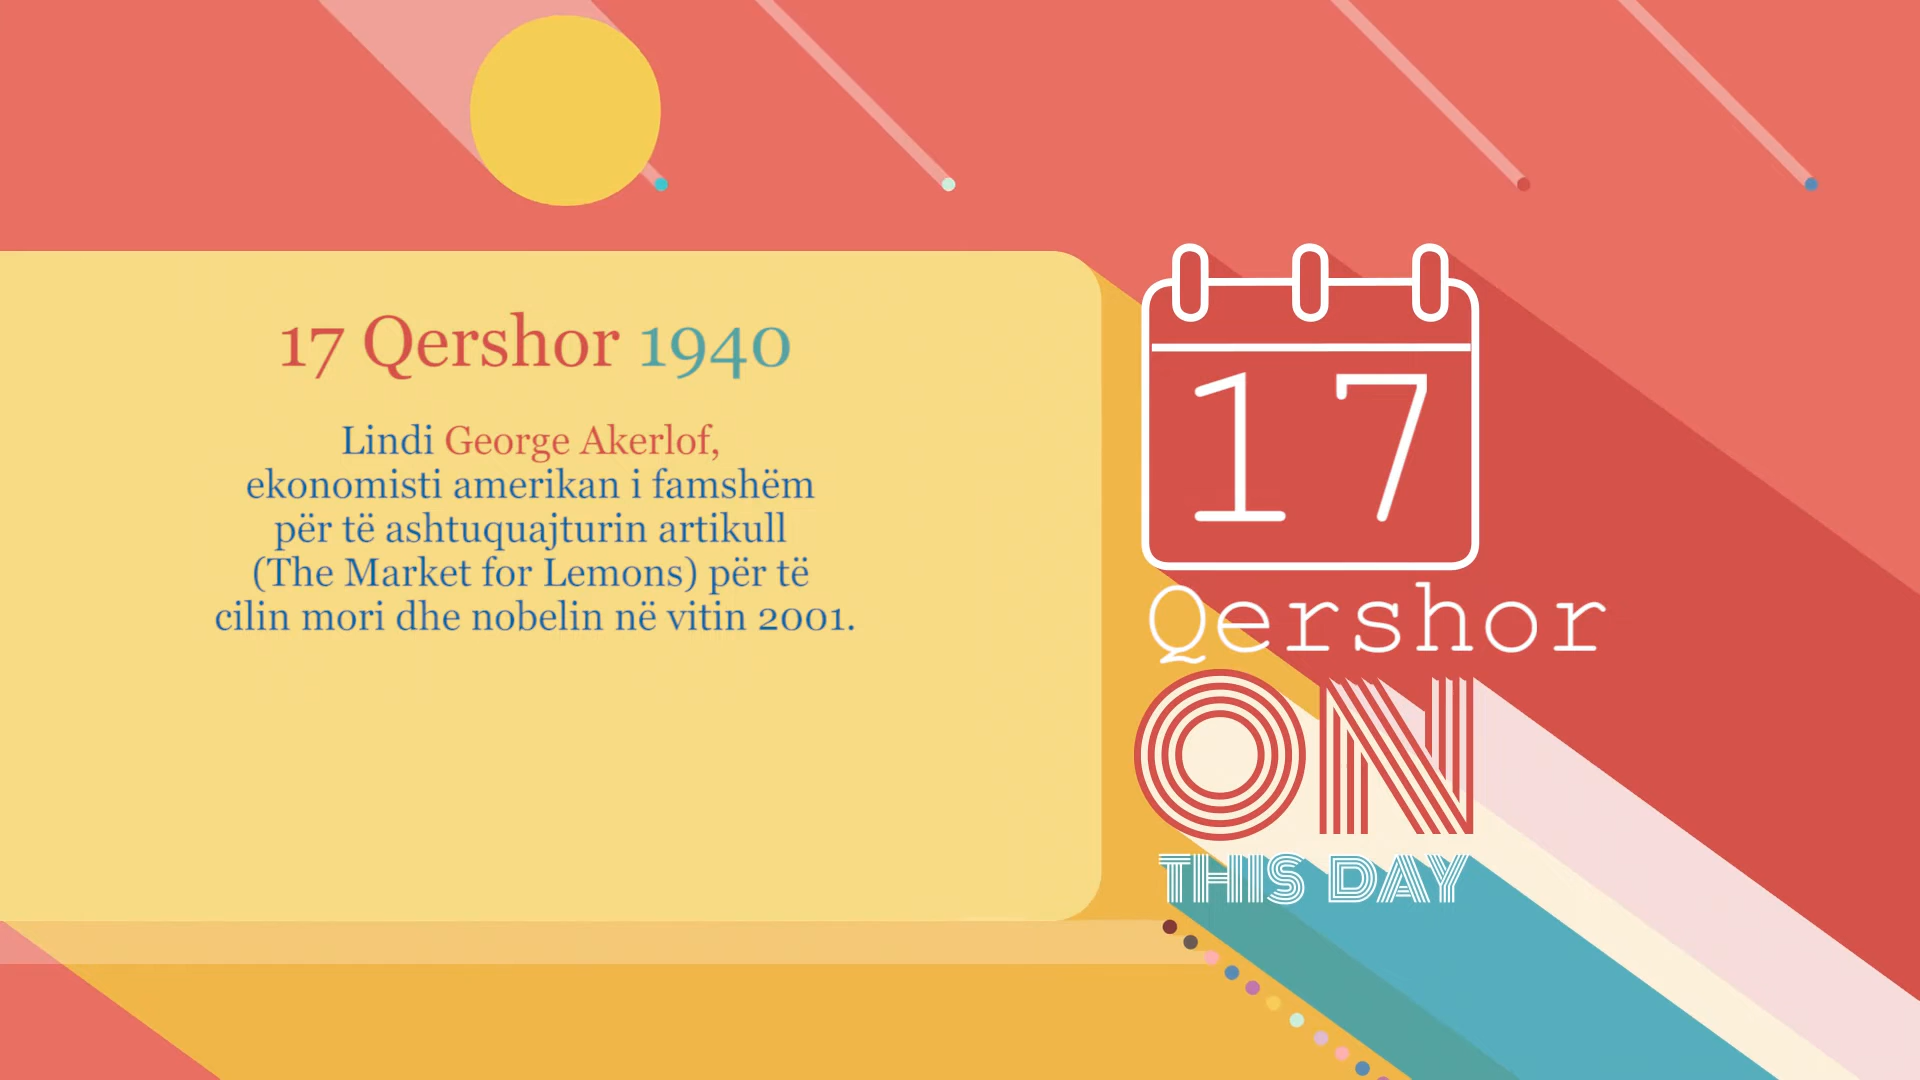 17 Qershor 1940
Lindi George Akerlof,
ekonomisti amerikan i famshëm
për të ashtuquajturin artikull
(The Market for Lemons) për të
cilin mori dhe nobelin në vitin 2001.
17
Qershor
ON
THIS DAY